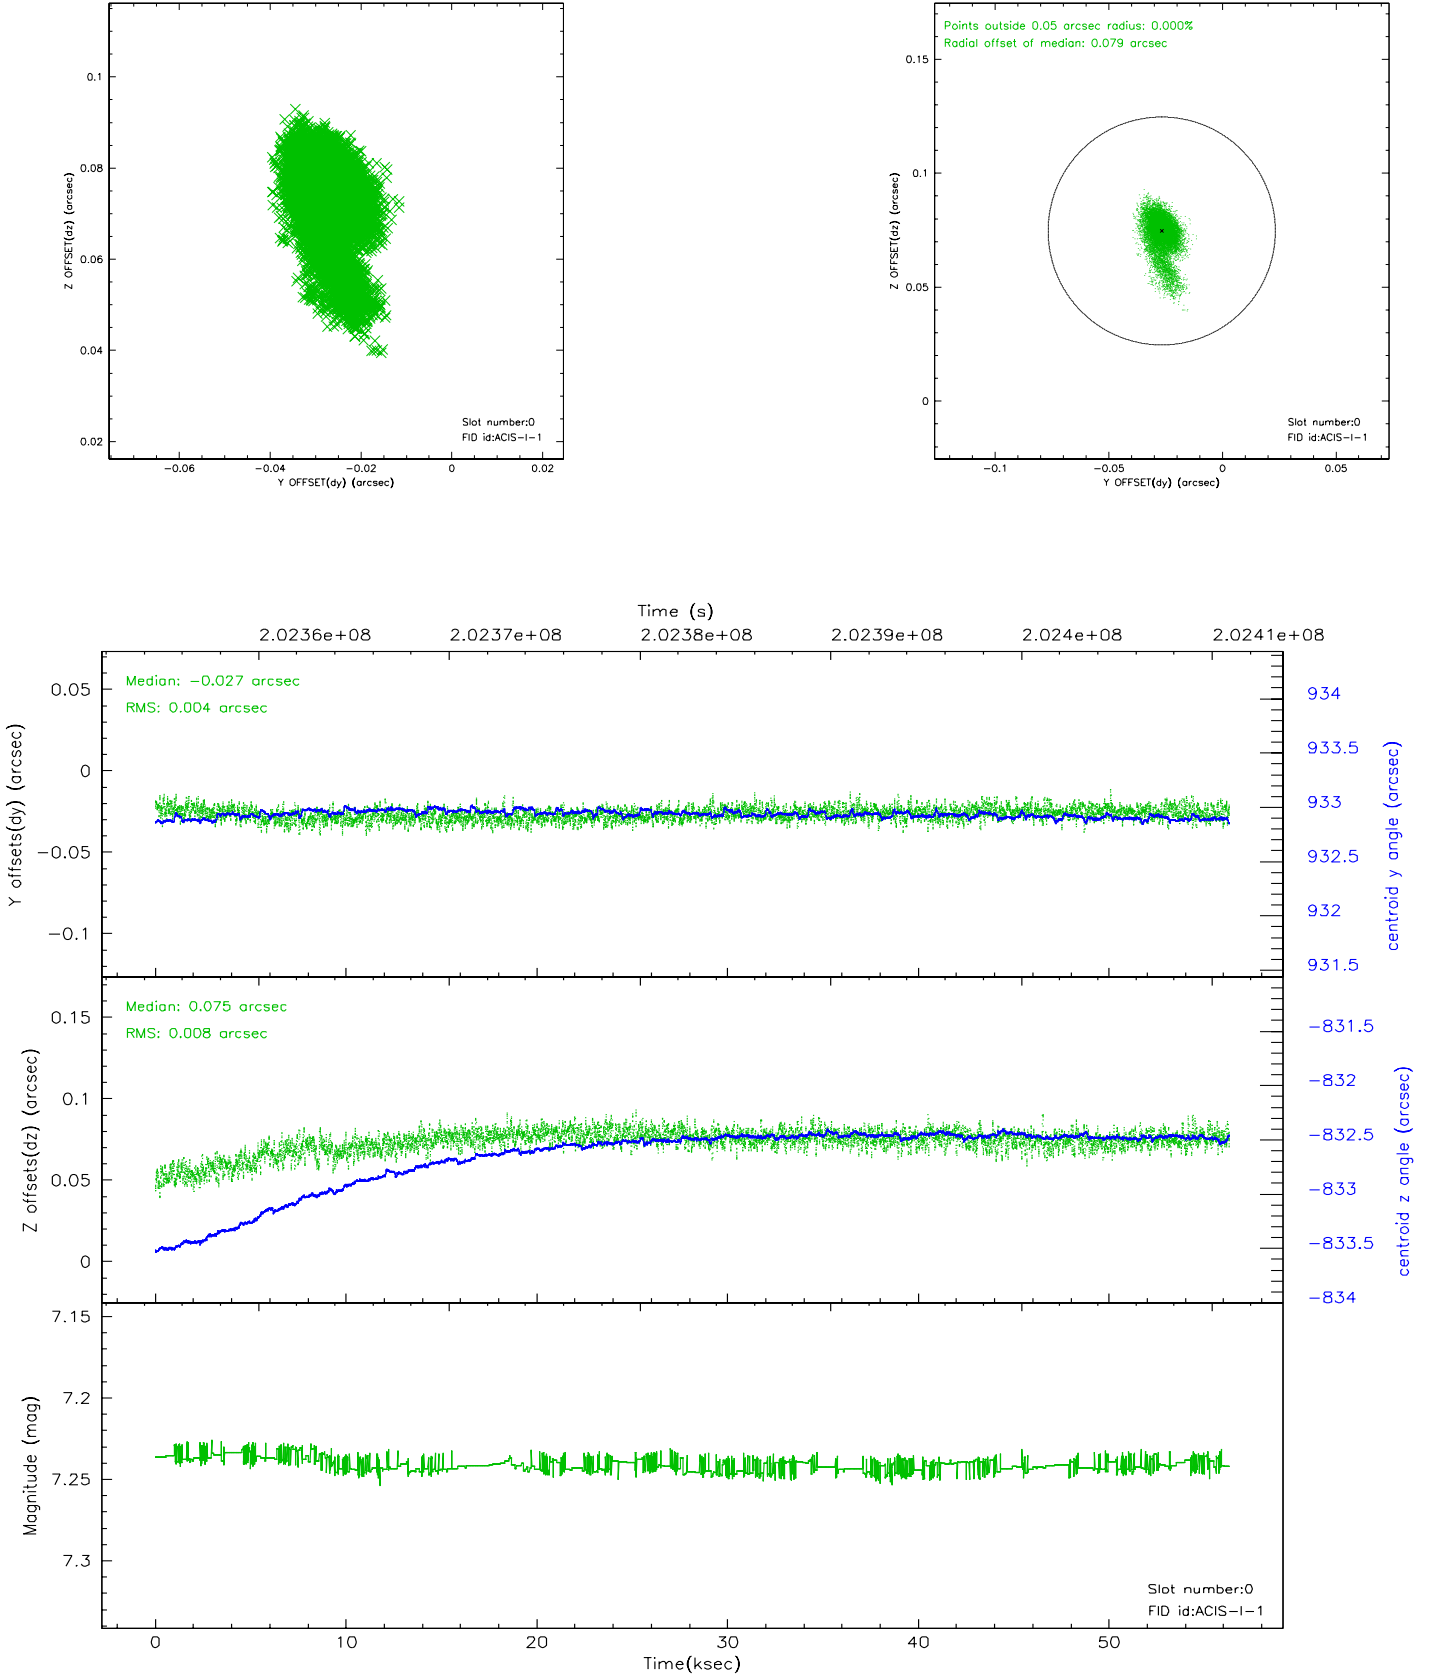 0.1
0.08
0.06
0.04
0.02
Z OFFSET(dz) (arcsec)
Slot number:0
FID id:ACIS-I-1
-0.06 -0.04 -0.02 0 0.02
Y OFFSET(dy) (arcsec)
Points outside 0.05 arcsec radius: 0.000%
Radial offset of median: 0.079 arcsec
0.15
0.1
0.05
0
Z OFFSET(dz) (arcsec)
Slot number:0
FID id:ACIS-I-1
-0.1 -0.05 0 0.05
Y OFFSET(dy) (arcsec)
Time (s)
2.0236e+08 2.0237e+08 2.0238e+08 2.0239e+08 2.024e+08 2.0241e+08
Median: -0.027 arcsec
RMS: 0.004 arcsec
0.05
0
-0.05
-0.1
Y offsets(dy) (arcsec)
934
933.5
933
932.5
932
931.5
centroid y angle (arcsec)
Median: 0.075 arcsec
RMS: 0.008 arcsec
0.15
0.1
0.05
0
Z offsets(dz) (arcsec)
-831.5
-832
-832.5
-833
-833.5
-834
centroid z angle (arcsec)
7.15
7.2
7.25
7.3
Magnitude (mag)
Slot number:0
FID id:ACIS-I-1
0 10 20 30 40 50
Time(ksec)